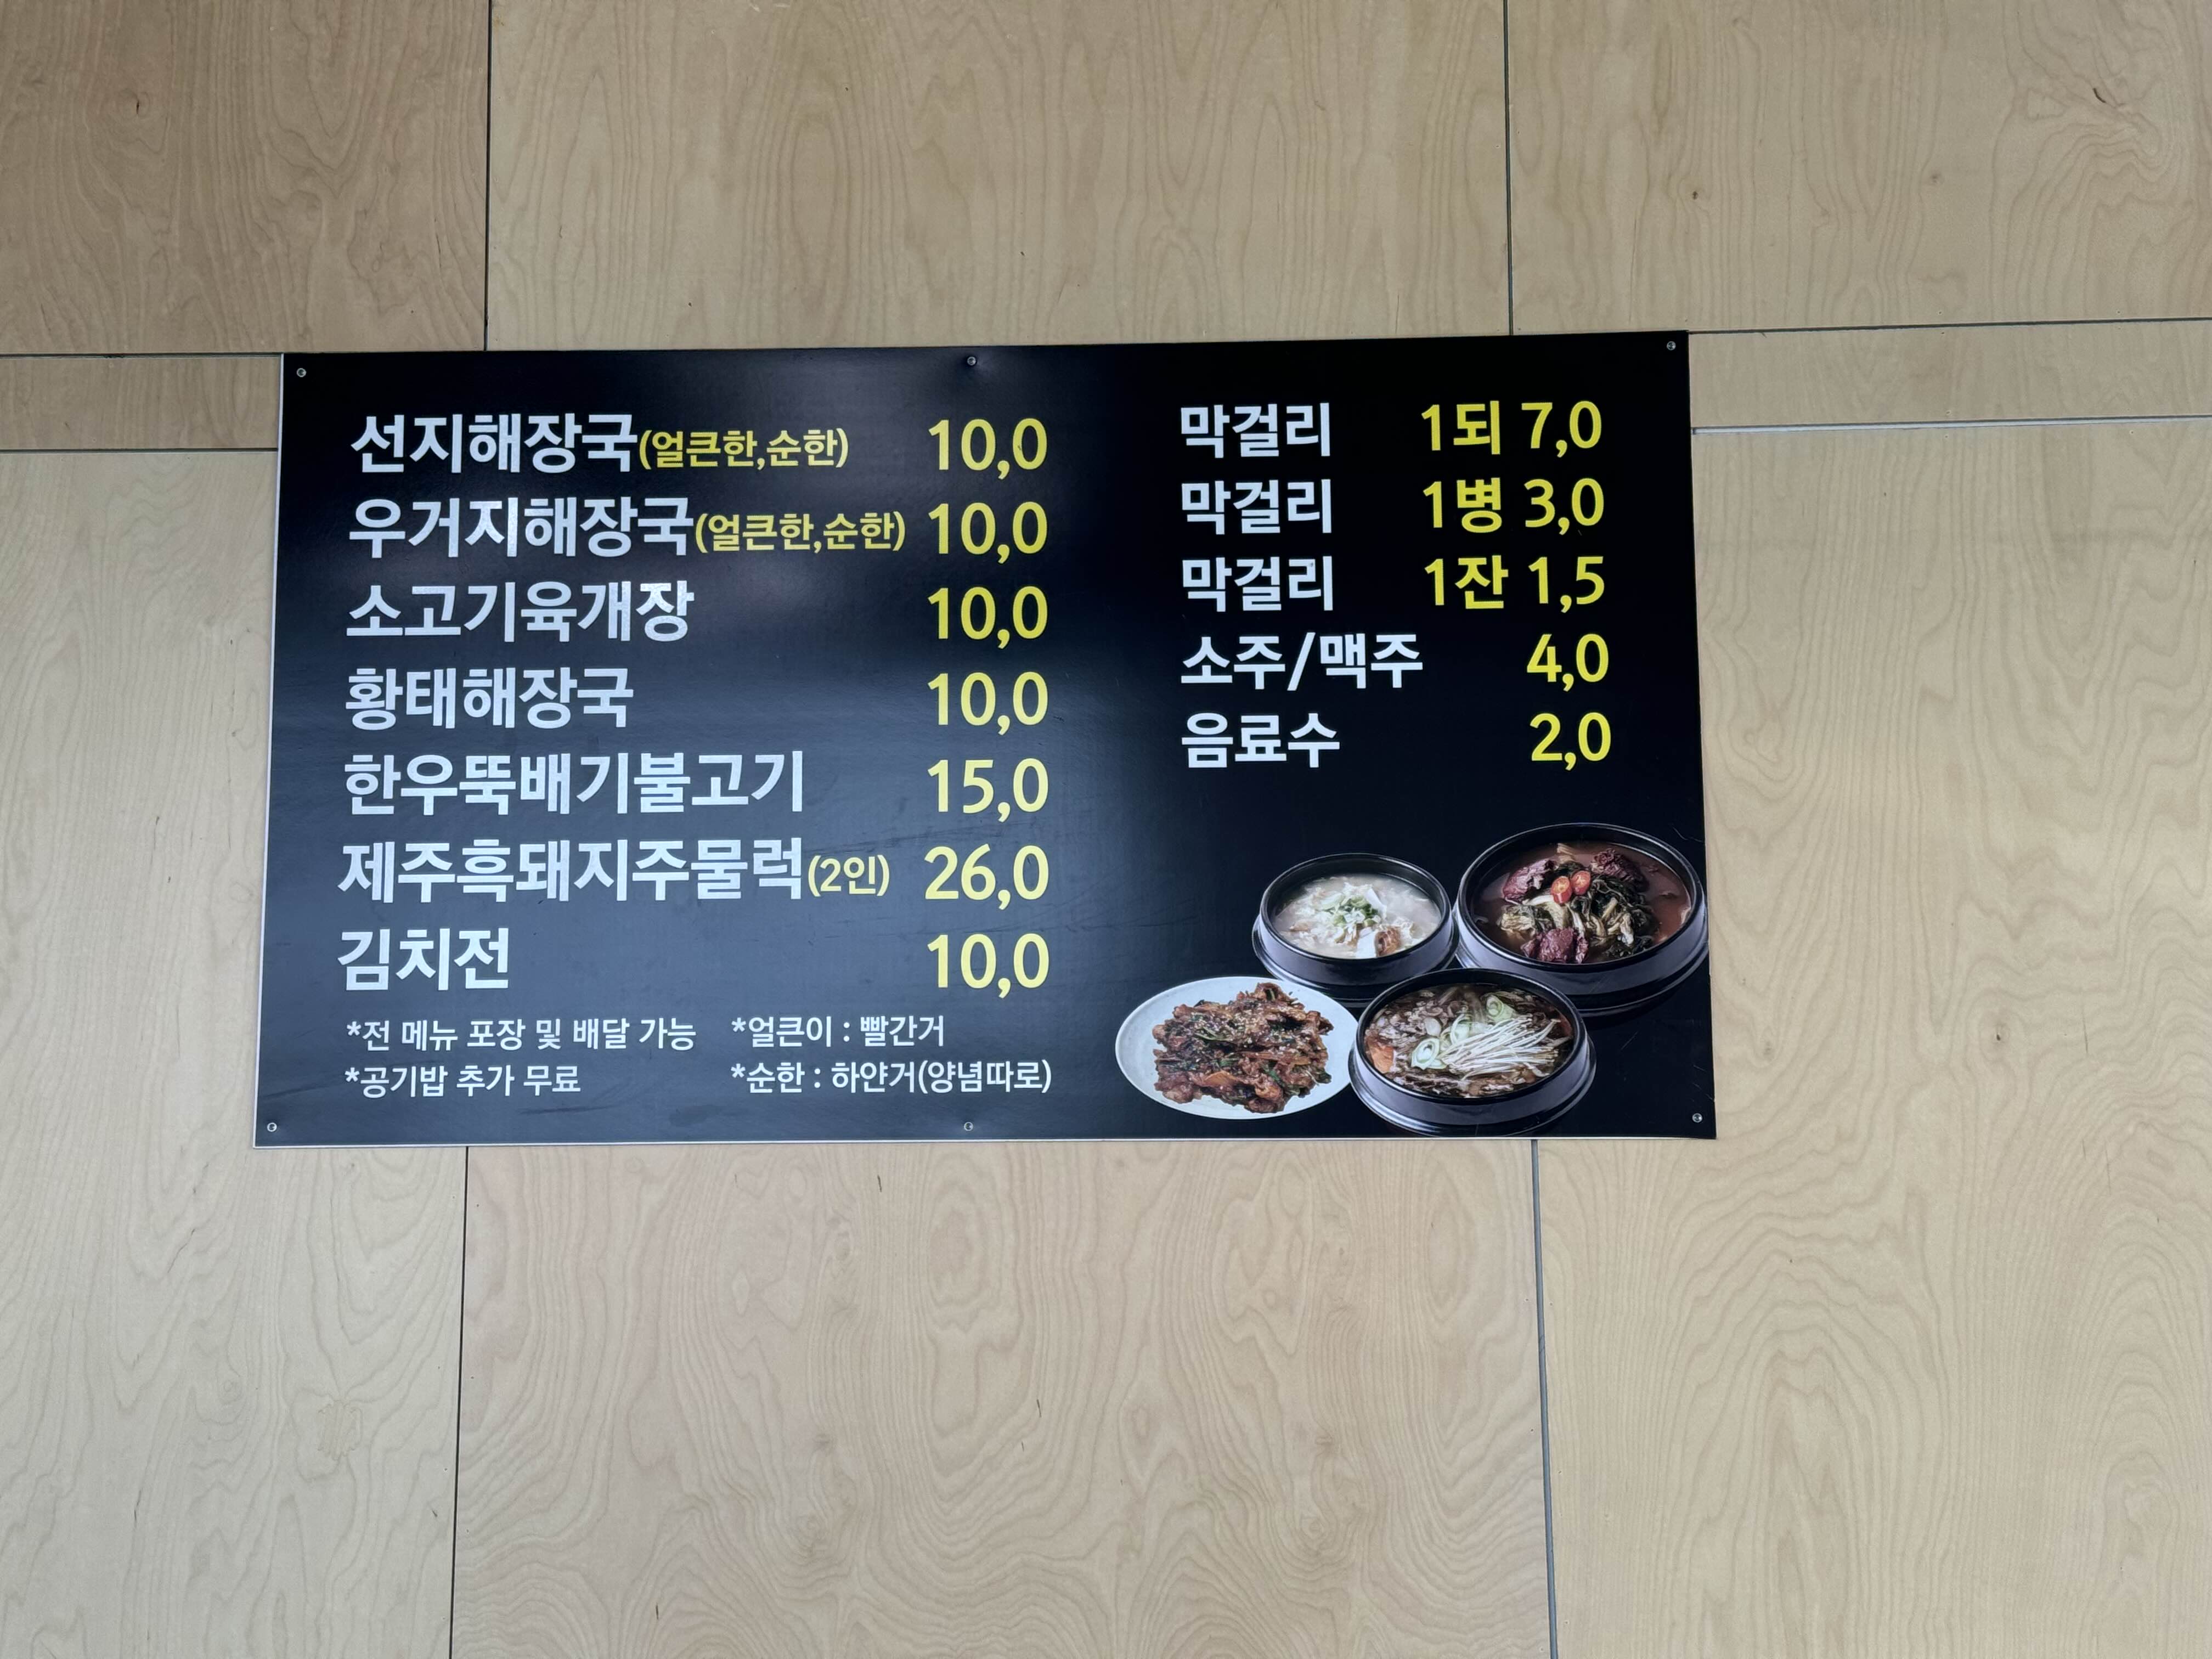 선지해장국(얼큰한,순한) 10,0
우거지해장국(얼큰한,순한) 10,0
소고기육개장 10,0
황태해장국 10,0
한우뚝배기불고기 15,0
제주흑돼지주물럭(2인) 26,0
김치전 10,0
*전 메뉴 포장 및 배달 가능 *얼큰이 : 빨간거
*공기밥 추가 무료 *순한 : 하얀거(양념따로)
막걸리 1되 7,0
막걸리 1병 3,0
막걸리 1잔 1,5
소주/맥주 4,0
음료수 2,0